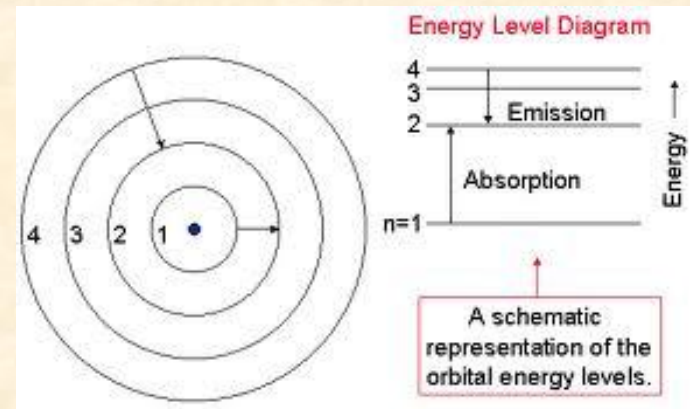 Energy Level Diagram
4
3
2
Emission
Absorption
n=1
Energy
4 3 2 1
A schematic
representation of the
orbital energy levels.